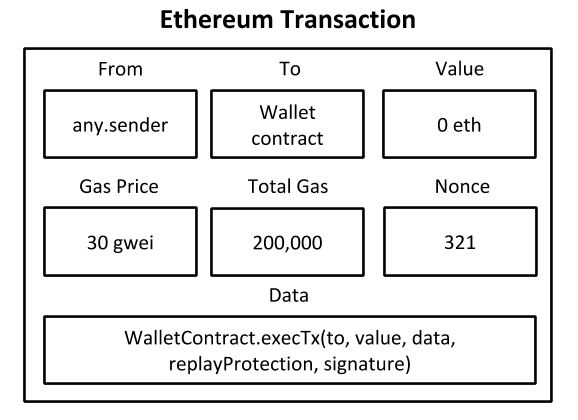 Ethereum Transaction
From
To
Value
any.sender
Wallet
contract
0 eth
Gas Price
Total Gas
Nonce
30 gwei
200,000
321
Data
WalletContract.execTx(to, value, data,
replayProtection, signature)